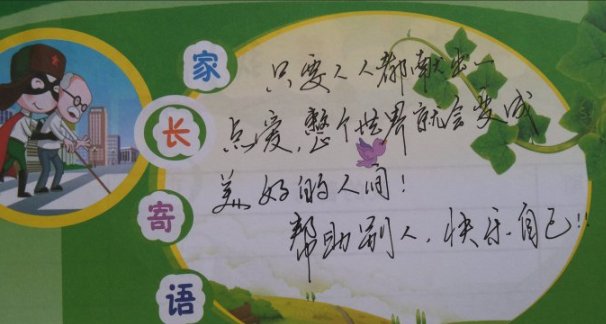 家长寄语
只要人人都献出一
点爱，整个世界就会变成
美好的人间！
帮助别人，快乐自己！！